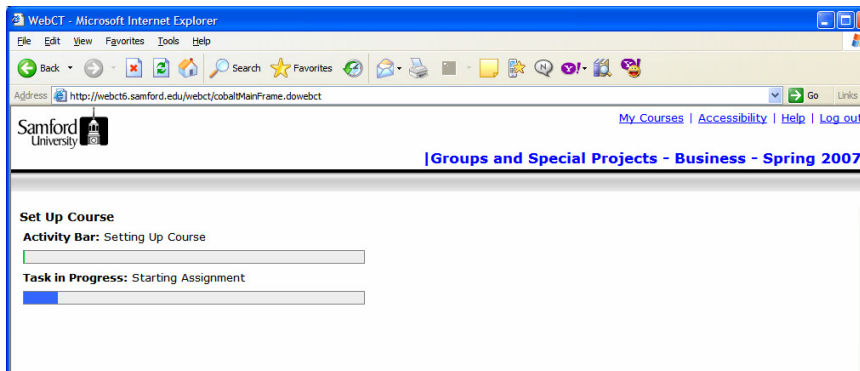 WebCT - Microsoft Internet Explorer
File Edit View Favorites Tools Help
Back Search Favorites
Address http://webct6.samford.edu/webct/cobaltMainFrame.dowebct Go Links
Samford
University
My Courses | Accessibility | Help | Log out
|Groups and Special Projects - Business - Spring 2007
Set Up Course
Activity Bar: Setting Up Course
Task in Progress: Starting Assignment